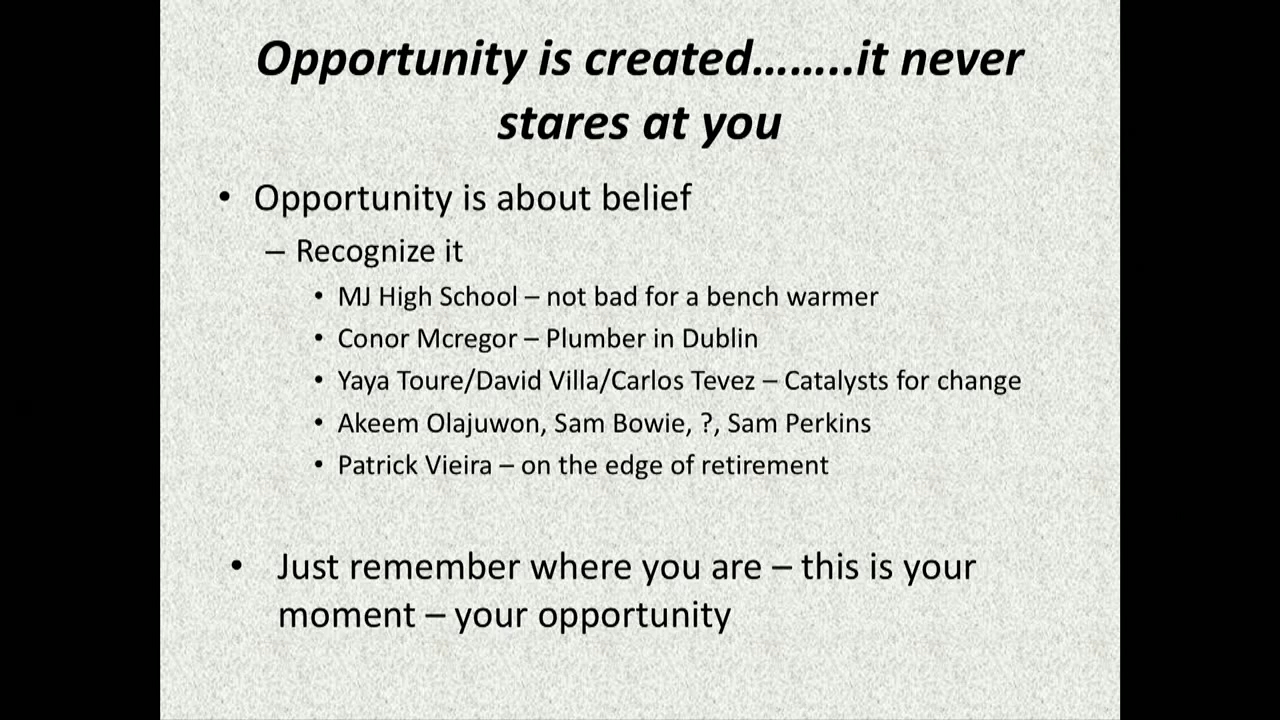 Opportunity is created……..it never
stares at you
• Opportunity is about belief
– Recognize it
• MJ High School – not bad for a bench warmer
• Conor Mcregor – Plumber in Dublin
• Yaya Toure/David Villa/Carlos Tevez – Catalysts for change
• Akeem Olajuwon, Sam Bowie, ?, Sam Perkins
• Patrick Vieira – on the edge of retirement
• Just remember where you are – this is your
moment – your opportunity